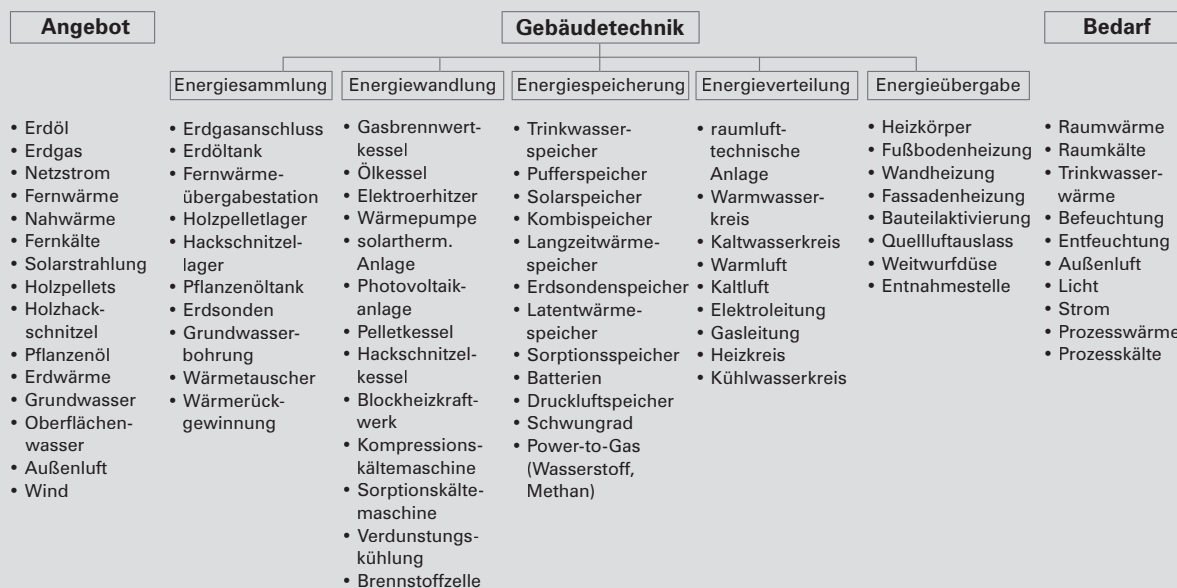 Angebot
Gebäudetechnik
Bedarf
Energiesammlung
Energiewandlung
Energiespeicherung
Energieverteilung
Energieübergabe
• Erdöl
• Erdgas
• Netzstrom
• Fernwärme
• Nahwärme
• Fernkälte
• Solarstrahlung
• Holzpellets
• Holzhack-
schnitzel
• Pflanzenöl
• Erdwärme
• Grundwasser
• Oberflächen-
wasser
• Außenluft
• Wind
• Erdgasanschluss
• Erdöltank
• Fernwärme-
übergabestation
• Holzpelletlager
• Hackschnitzel-
lager
• Pflanzenöltank
• Erdsonden
• Grundwasser-
bohrung
• Wärmetauscher
• Wärmerück-
gewinnung
• Gasbrennwert-
kessel
• Ölkessel
• Elektroerhitzer
• Wärmepumpe
• solartherm.
Anlage
• Photovoltaik-
anlage
• Pelletkessel
• Hackschnitzel-
kessel
• Blockheizkraft-
werk
• Kompressions-
kältemaschine
• Sorptionskälte-
maschine
• Verdunstungs-
kühlung
• Brennstoffzelle
• Trinkwasser-
speicher
• Pufferspeicher
• Solarspeicher
• Kombispeicher
• Langzeitwärme-
speicher
• Erdsondenspeicher
• Latentwärme-
speicher
• Sorptionsspeicher
• Batterien
• Druckluftspeicher
• Schwungrad
• Power-to-Gas
(Wasserstoff,
Methan)
• raumluft-
technische
Anlage
• Warmwasser-
kreis
• Kaltwasserkreis
• Warmluft
• Kaltluft
• Elektroleitung
• Gasleitung
• Heizkreis
• Kühlwasserkreis
• Heizkörper
• Fußbodenheizung
• Wandheizung
• Fassadenheizung
• Bauteilaktivierung
• Quellluftauslass
• Weitwurfdüse
• Entnahmestelle
• Raumwärme
• Raumkälte
• Trinkwasser-
wärme
• Befeuchtung
• Entfeuchtung
• Außenluft
• Licht
• Strom
• Prozesswärme
• Prozesskälte